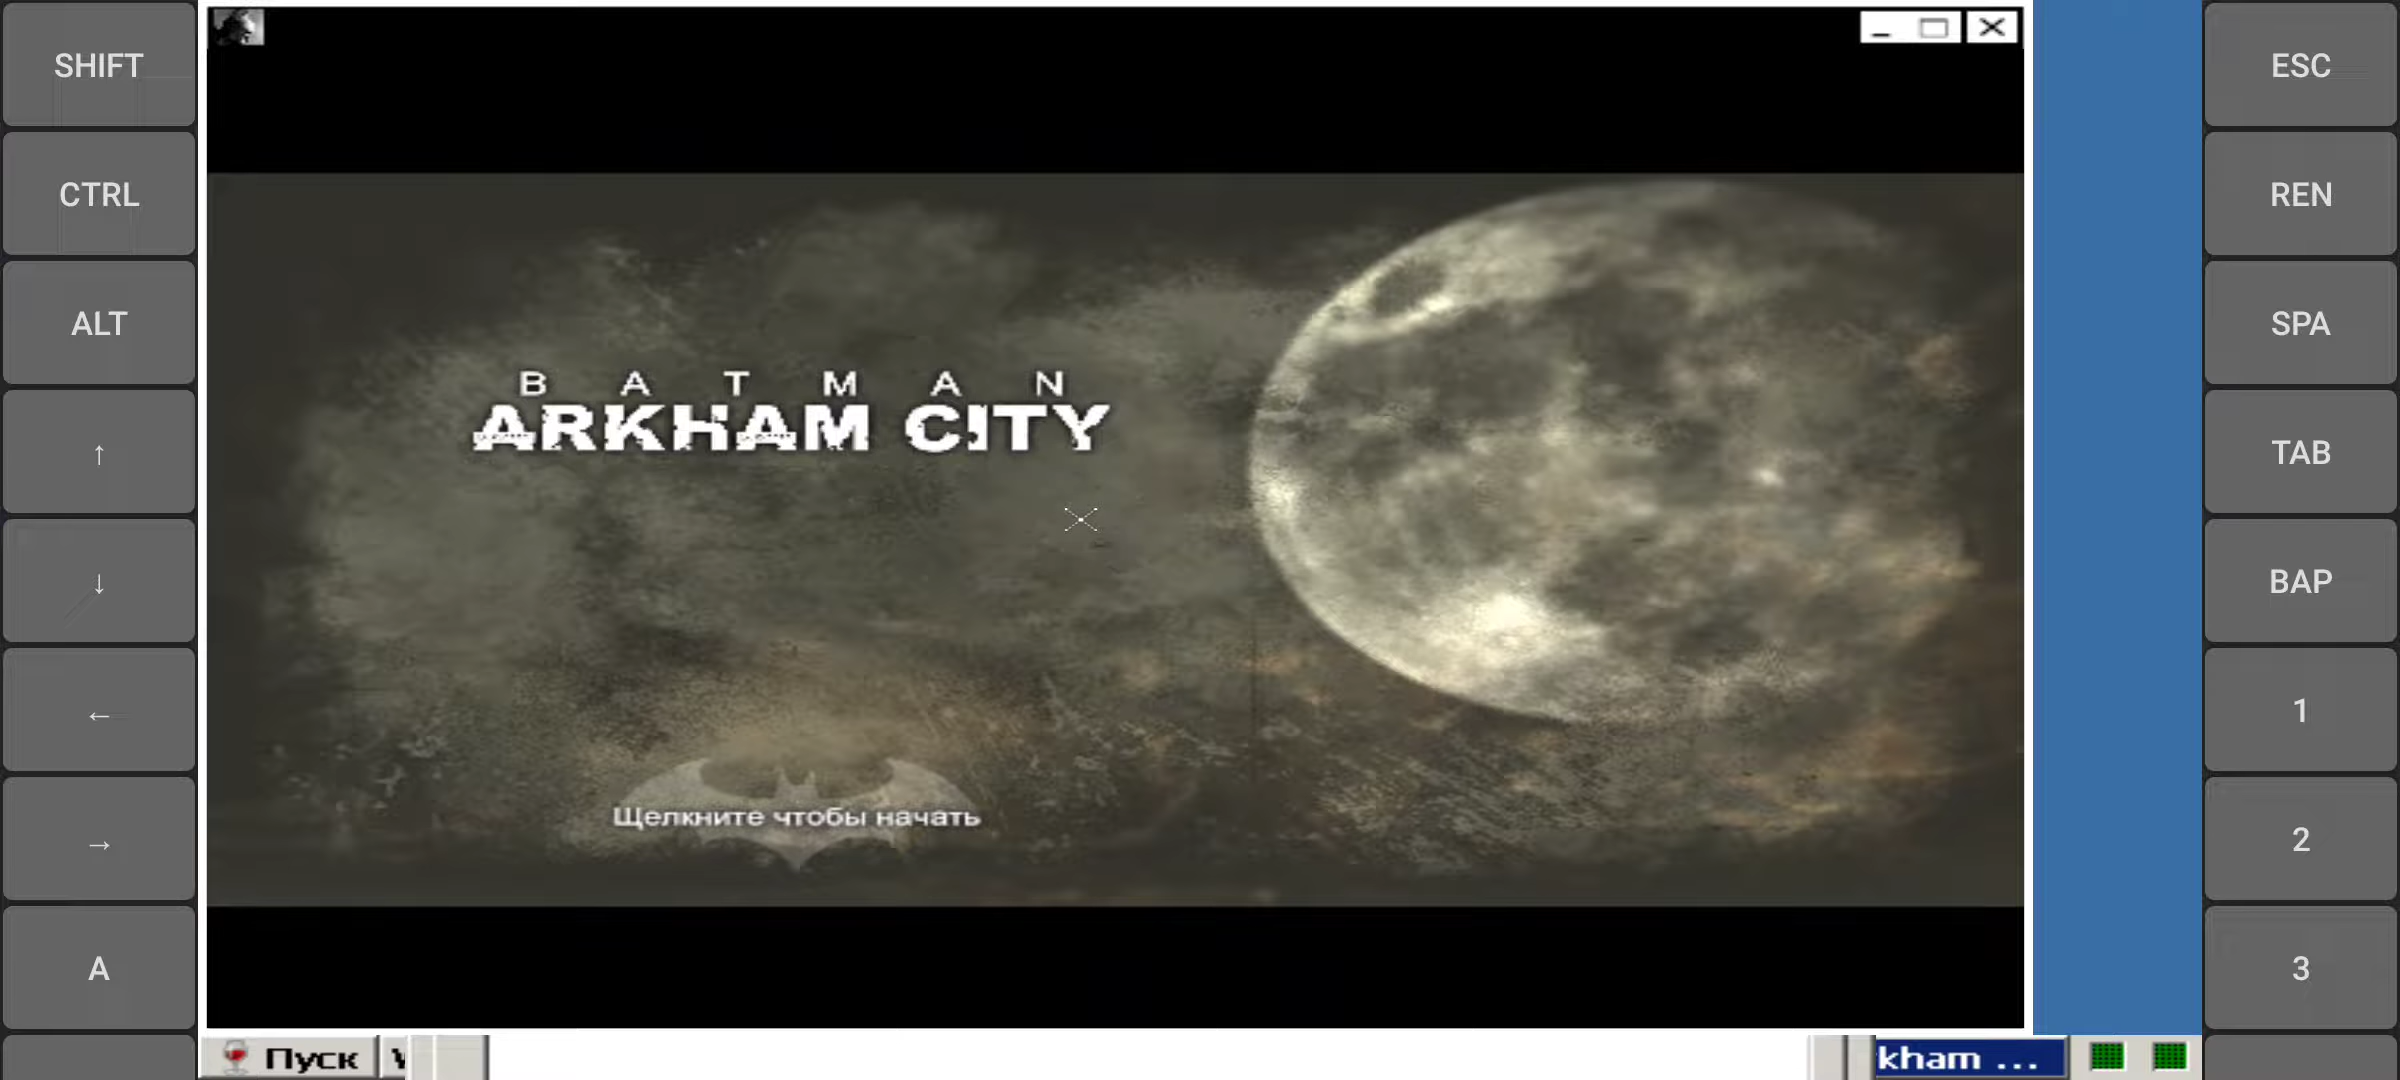 SHIFT
CTRL
ALT
↑
↓
←
→
A
B A T M A N
ARKHAM CITY
Щелкните чтобы начать
Пуск
kham ...
ESC
REN
SPA
TAB
BAP
1
2
3